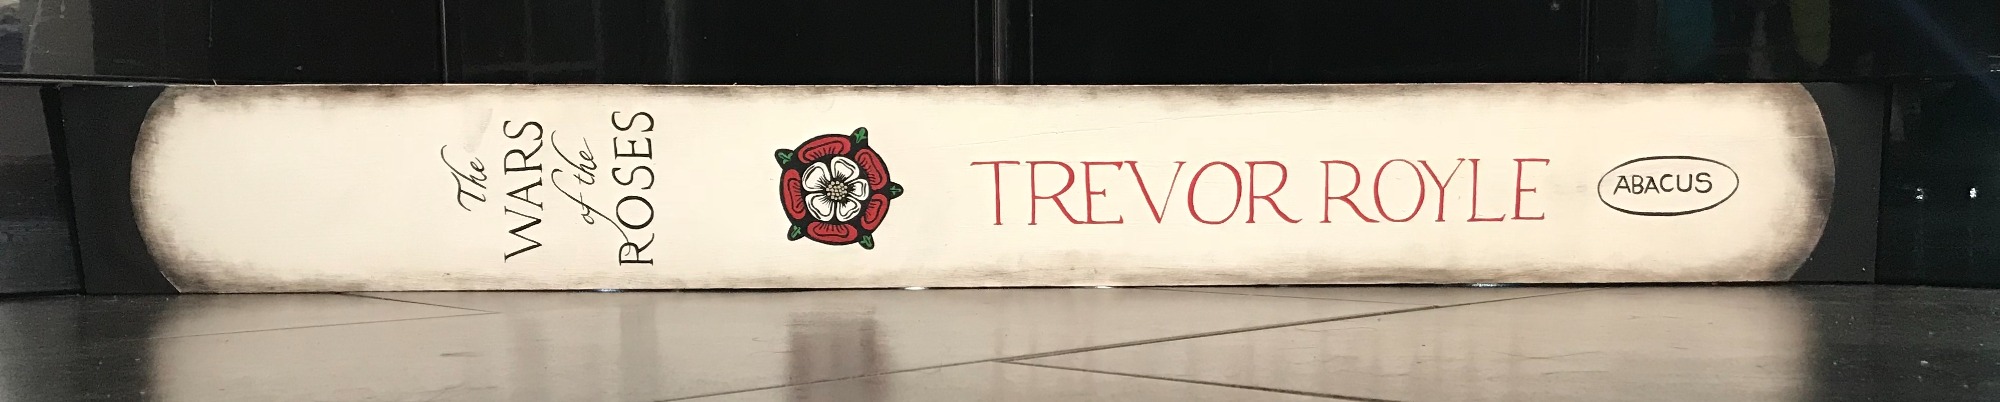 The
WARS
of the
ROSES
TREVOR ROYLE
ABACUS